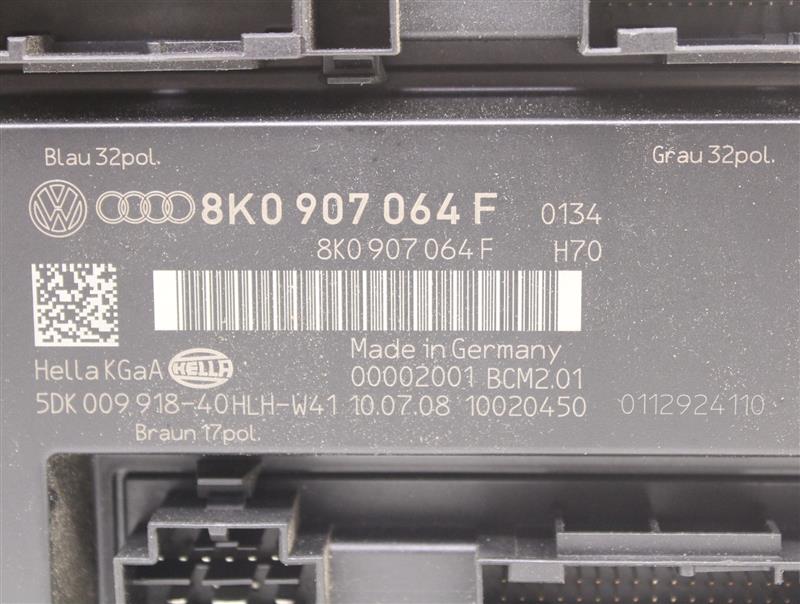 Blau 32pol.
Grau 32pol.
8K0 907 064 F 0134
8K0 907 064 F H70
Made in Germany
Hella KGaA HELLA 00002001 BCM2.01
5DK 009 918-40 HLH-W41 10.07.08 10020450 0112924110
Braun 17pol.